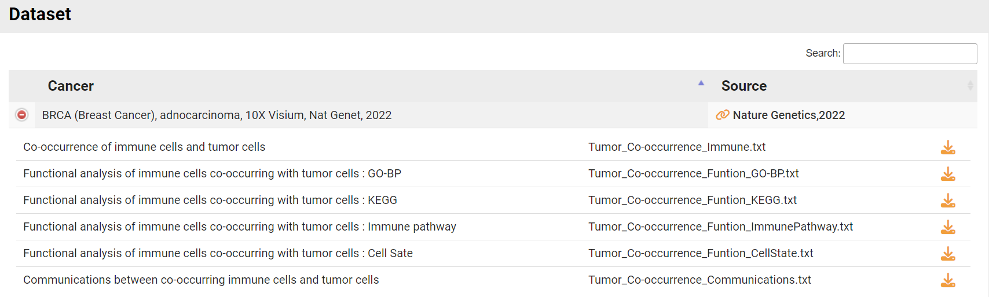 Dataset
Search:
Cancer Source
BRCA (Breast Cancer), adnocarcinoma, 10X Visium, Nat Genet, 2022 Nature Genetics,2022
Co-occurrence of immune cells and tumor cells Tumor_Co-occurrence_Immune.txt
Functional analysis of immune cells co-occurring with tumor cells : GO-BP Tumor_Co-occurrence_Funtion_GO-BP.txt
Functional analysis of immune cells co-occurring with tumor cells : KEGG Tumor_Co-occurrence_Funtion_KEGG.txt
Functional analysis of immune cells co-occurring with tumor cells : Immune pathway Tumor_Co-occurrence_Funtion_ImmunePathway.txt
Functional analysis of immune cells co-occurring with tumor cells : Cell Sate Tumor_Co-occurrence_Funtion_CellState.txt
Communications between co-occurring immune cells and tumor cells Tumor_Co-occurrence_Communications.txt